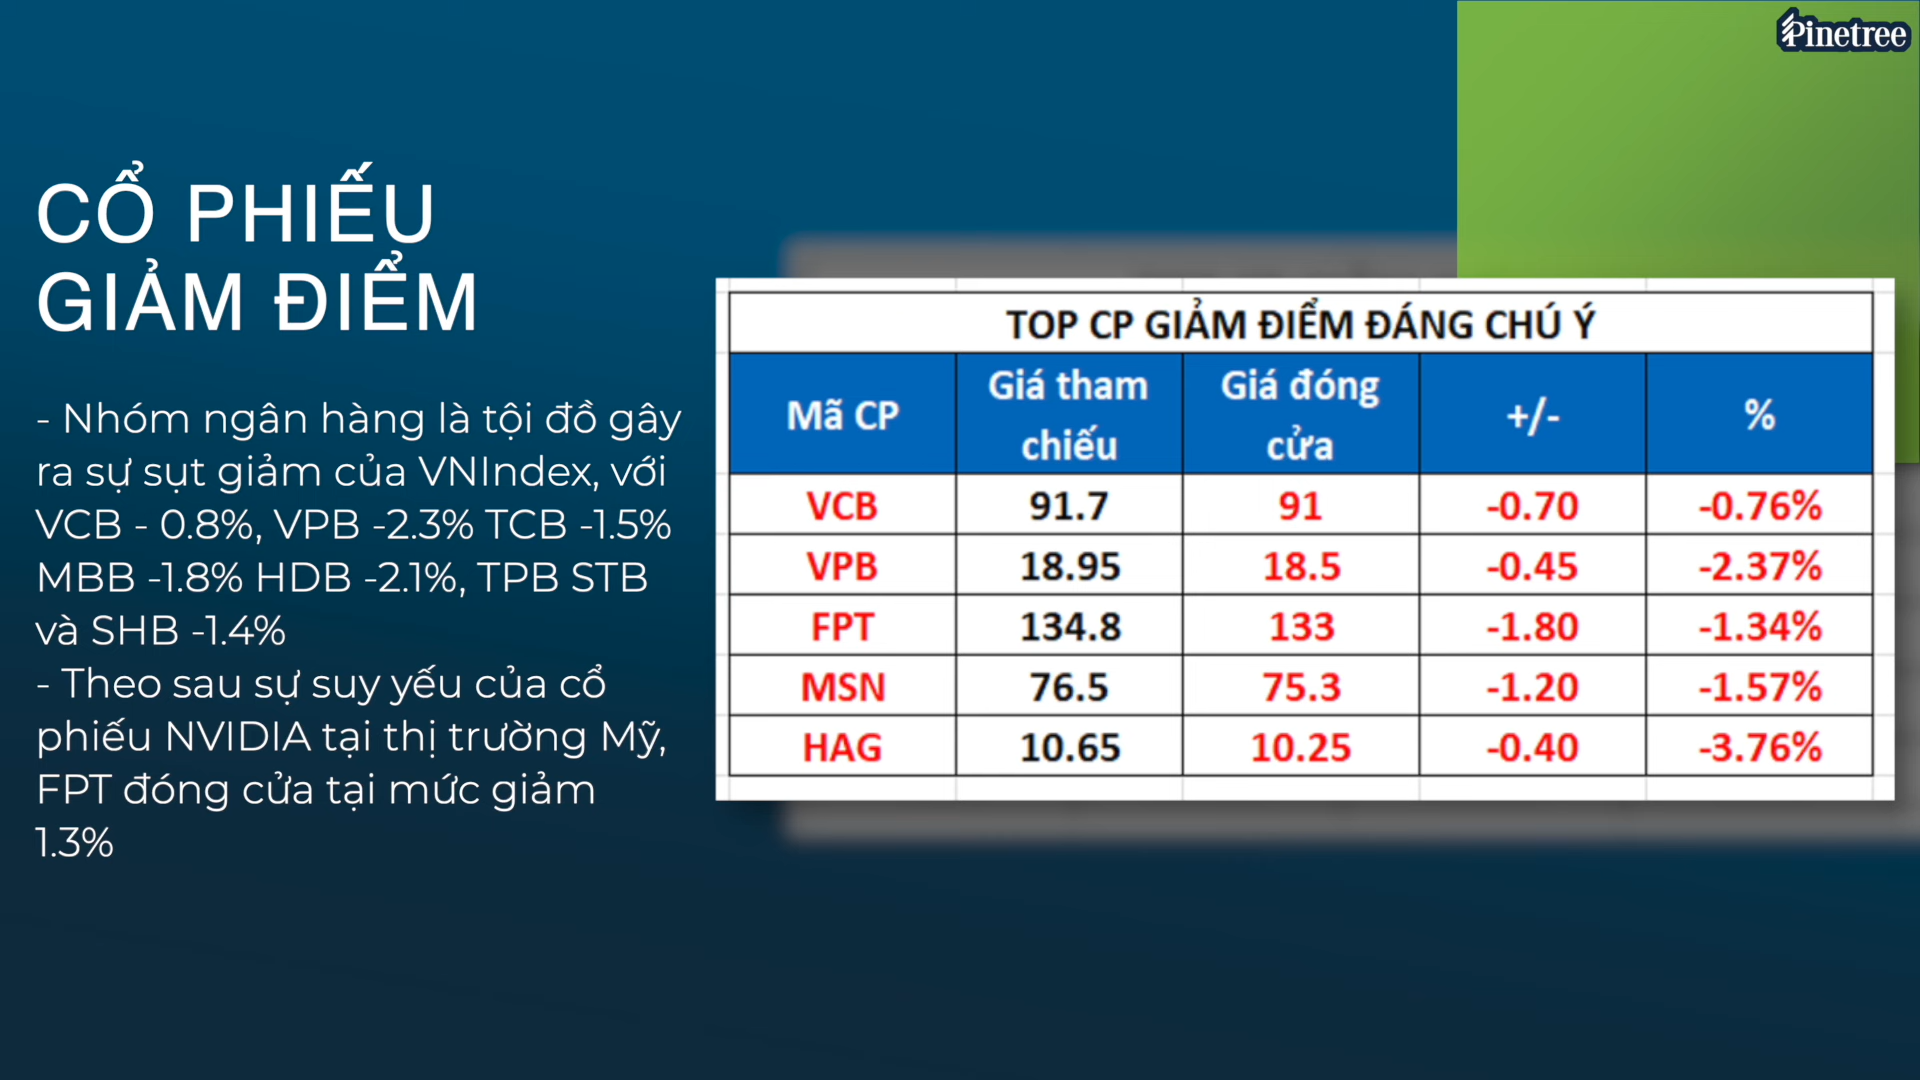 Pinetree
CỔ PHIẾU
GIẢM ĐIỂM
- Nhóm ngân hàng là tội đồ gây
ra sự sụt giảm của VNIndex, với
VCB - 0.8%, VPB -2.3% TCB -1.5%
MBB -1.8% HDB -2.1%, TPB STB
và SHB -1.4%
- Theo sau sự suy yếu của cổ
phiếu NVIDIA tại thị trường Mỹ,
FPT đóng cửa tại mức giảm
1.3%
TOP CP GIẢM ĐIỂM ĐÁNG CHÚ Ý
Mã CP Giá tham chiếu Giá đóng cửa +/- %
VCB 91.7 91 -0.70 -0.76%
VPB 18.95 18.5 -0.45 -2.37%
FPT 134.8 133 -1.80 -1.34%
MSN 76.5 75.3 -1.20 -1.57%
HAG 10.65 10.25 -0.40 -3.76%